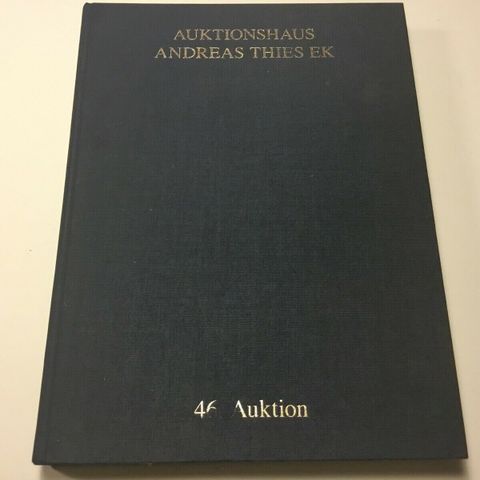 AUKTIONSHAUS
ANDREAS THIES EK
46. Auktion